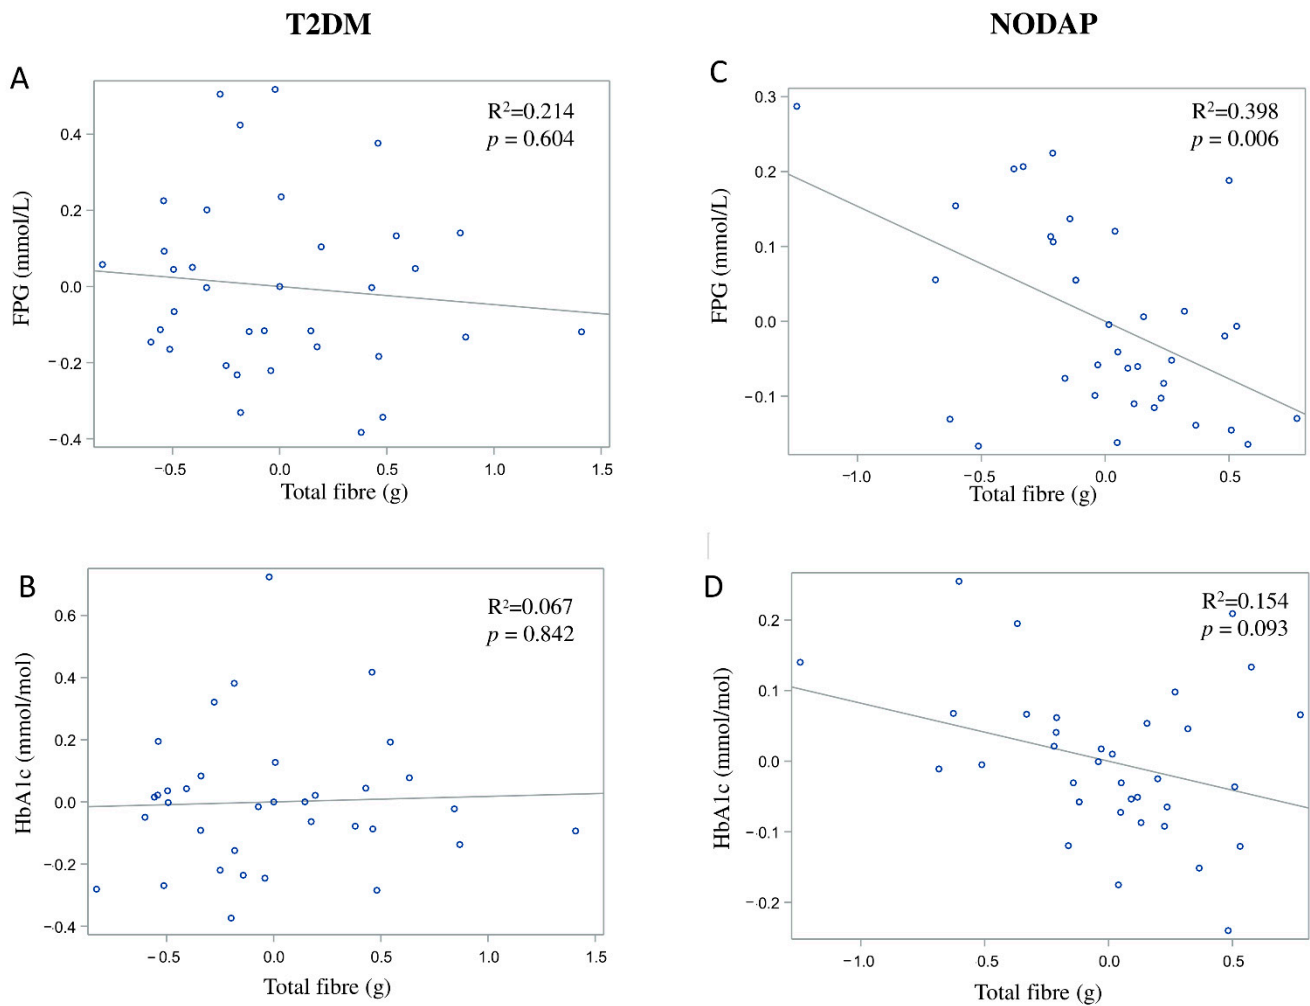 T2DM
NODAP
A
R²=0.214
p = 0.604
FPG (mmol/L)
0.4
0.2
0.0
−0.2
−0.4
−0.5
0.0
0.5
1.0
1.5
Total fibre (g)
C
R²=0.398
p = 0.006
FPG (mmol/L)
0.3
0.2
0.1
0.0
−0.1
−1.0
−0.5
0.0
0.5
Total fibre (g)
B
R²=0.067
p = 0.842
HbA1c (mmol/mol)
0.6
0.4
0.2
0.0
−0.2
−0.4
−0.5
0.0
0.5
1.0
1.5
Total fibre (g)
D
R²=0.154
p = 0.093
HbA1c (mmol/mol)
0.2
0.1
0.0
−0.1
−0.2
−1.0
0.5
0.0
0.5
Total fibre (g)